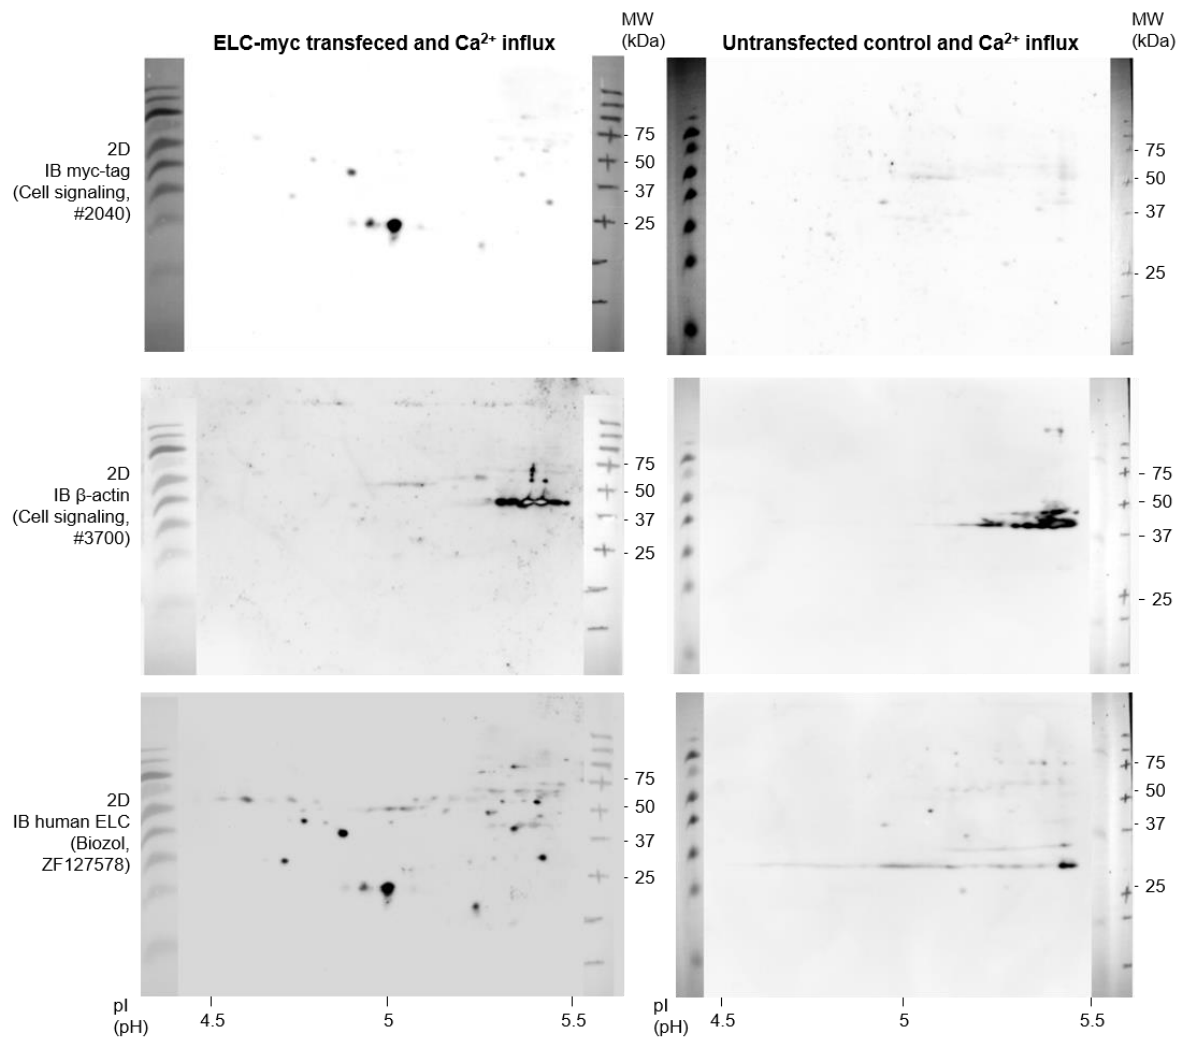 ELC-myc transfeced and Ca²⁺ influx
MW
(kDa)
Untransfected control and Ca²⁺ influx
MW
(kDa)
2D
IB myc-tag
(Cell signaling,
#2040)
- 75
- 50
- 37
- 25
- 75
- 50
- 37
- 25
2D
IB β-actin
(Cell signaling,
#3700)
- 75
- 50
- 37
- 25
- 75
- 50
- 37
- 25
2D
IB human ELC
(Biozol,
ZF127578)
- 75
- 50
- 37
- 25
- 75
- 50
- 37
- 25
pI
(pH)
4.5
5
5.5
pI
(pH)
4.5
5
5.5